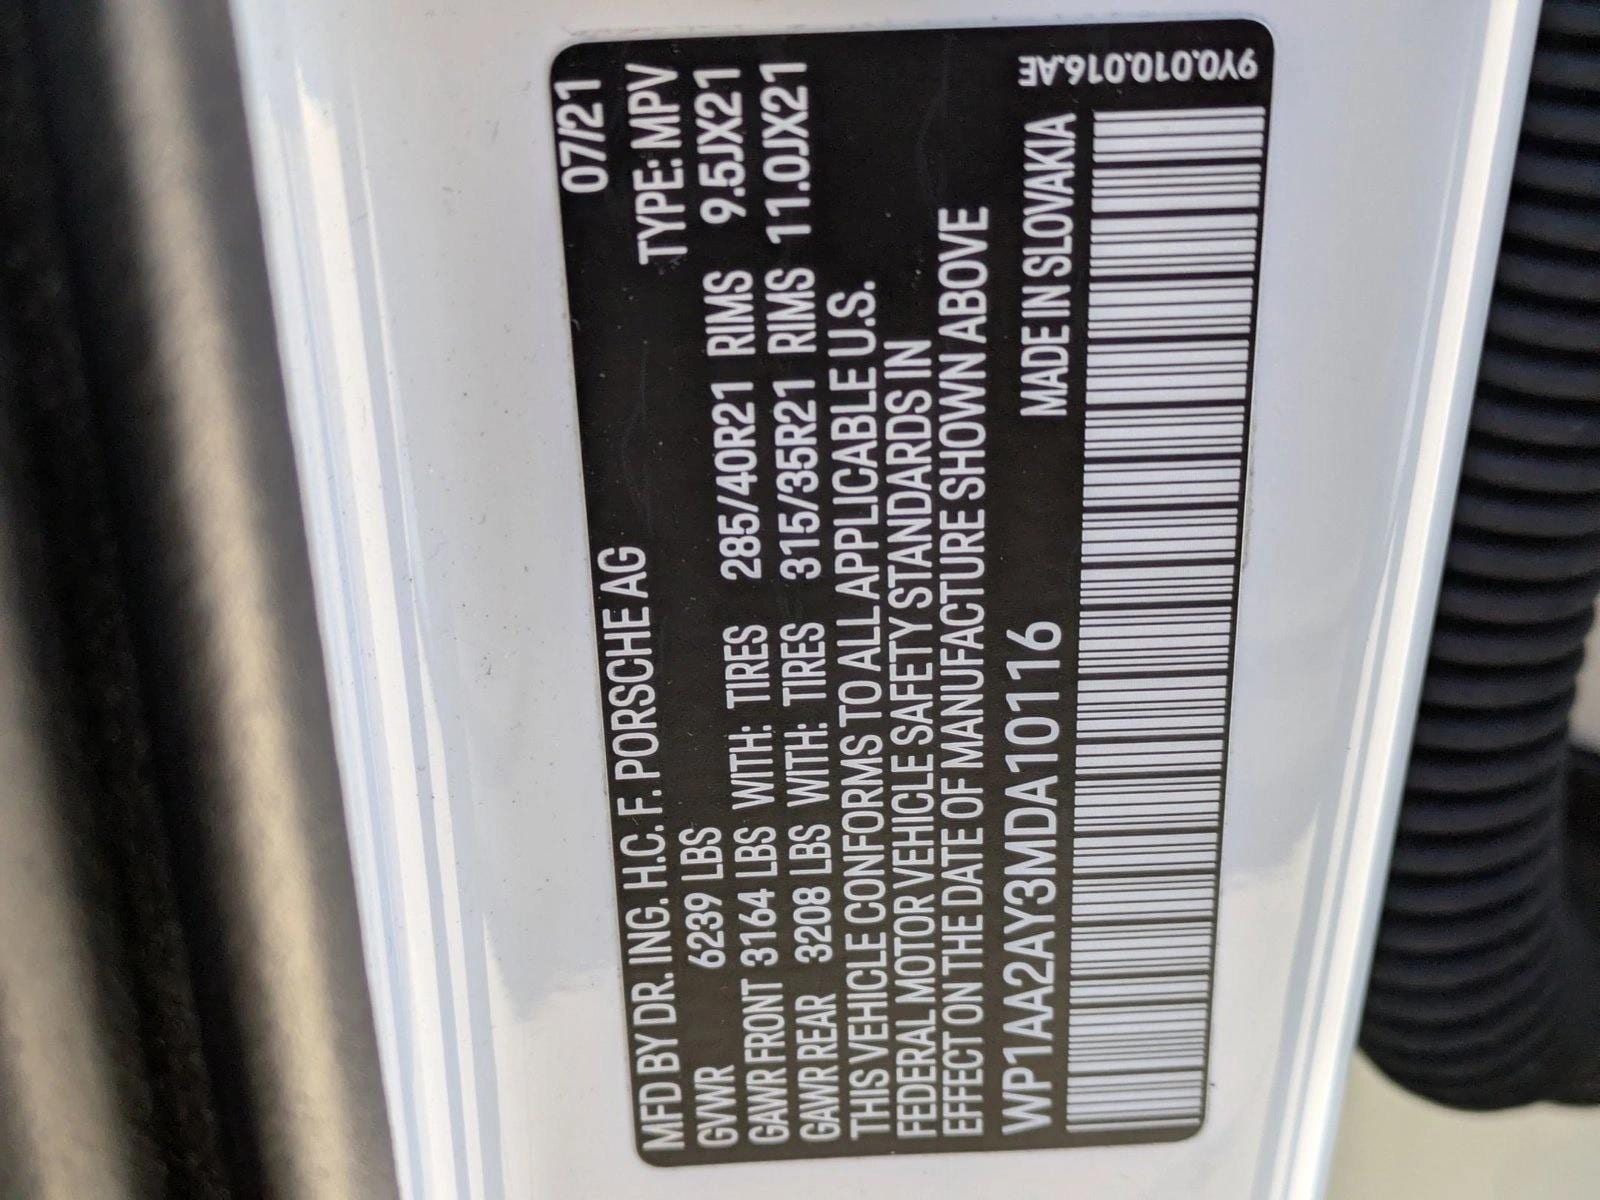 07/21
MFD BY DR. ING. H.C. F. PORSCHE AG TYPE: MPV
GVWR 6239 LBS
GAWR FRONT 3164 LBS WITH: TIRES 285/40R21 RIMS 9.5JX21
GAWR REAR 3208 LBS WITH: TIRES 315/35R21 RIMS 11.0JX21
THIS VEHICLE CONFORMS TO ALL APPLICABLE U.S.
FEDERAL MOTOR VEHICLE SAFETY STANDARDS IN
EFFECT ON THE DATE OF MANUFACTURE SHOWN ABOVE
WP1AA2AY3MDA10116 MADE IN SLOVAKIA
9Y0.010.016.AE